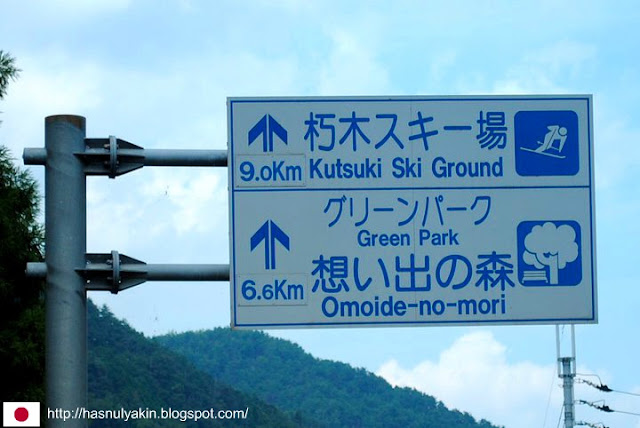 朽木スキー場
9.0Km Kutsuki Ski Ground
グリーンパーク
Green Park
想い出の森
6.6Km Omoide-no-mori
http://hasnulyakin.blogspot.com/